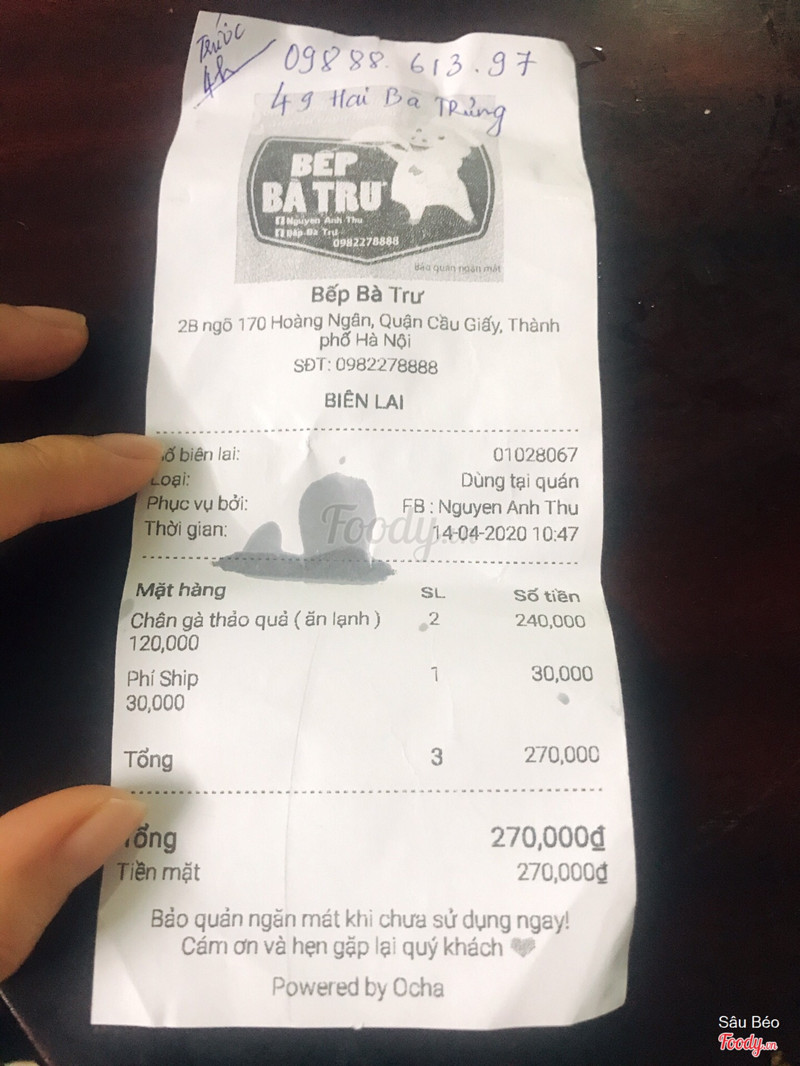 Trước
4h
09888.613.97
49 Hai Bà Trưng
BẾP
BÀ TRƯ
Nguyen Anh Thu
Bếp Bà Trư
0982278888
Bảo quản ngăn mát
Bếp Bà Trư
2B ngõ 170 Hoàng Ngân, Quận Cầu Giấy, Thành
phố Hà Nội
SĐT: 0982278888
BIÊN LAI
ố biên lai: 01028067
Loại: Dùng tại quán
Phục vụ bởi: FB : Nguyen Anh Thu
Thời gian: 14-04-2020 10:47
Foody.vn
Mặt hàng SL Số tiền
Chân gà thảo quả ( ăn lạnh ) 2 240,000
120,000
Phí Ship 1 30,000
30,000
Tổng 3 270,000
Tổng 270,000đ
Tiền mặt 270,000đ
Bảo quản ngăn mát khi chưa sử dụng ngay!
Cám ơn và hẹn gặp lại quý khách
Powered by Ocha
Sâu Béo
Foody.vn